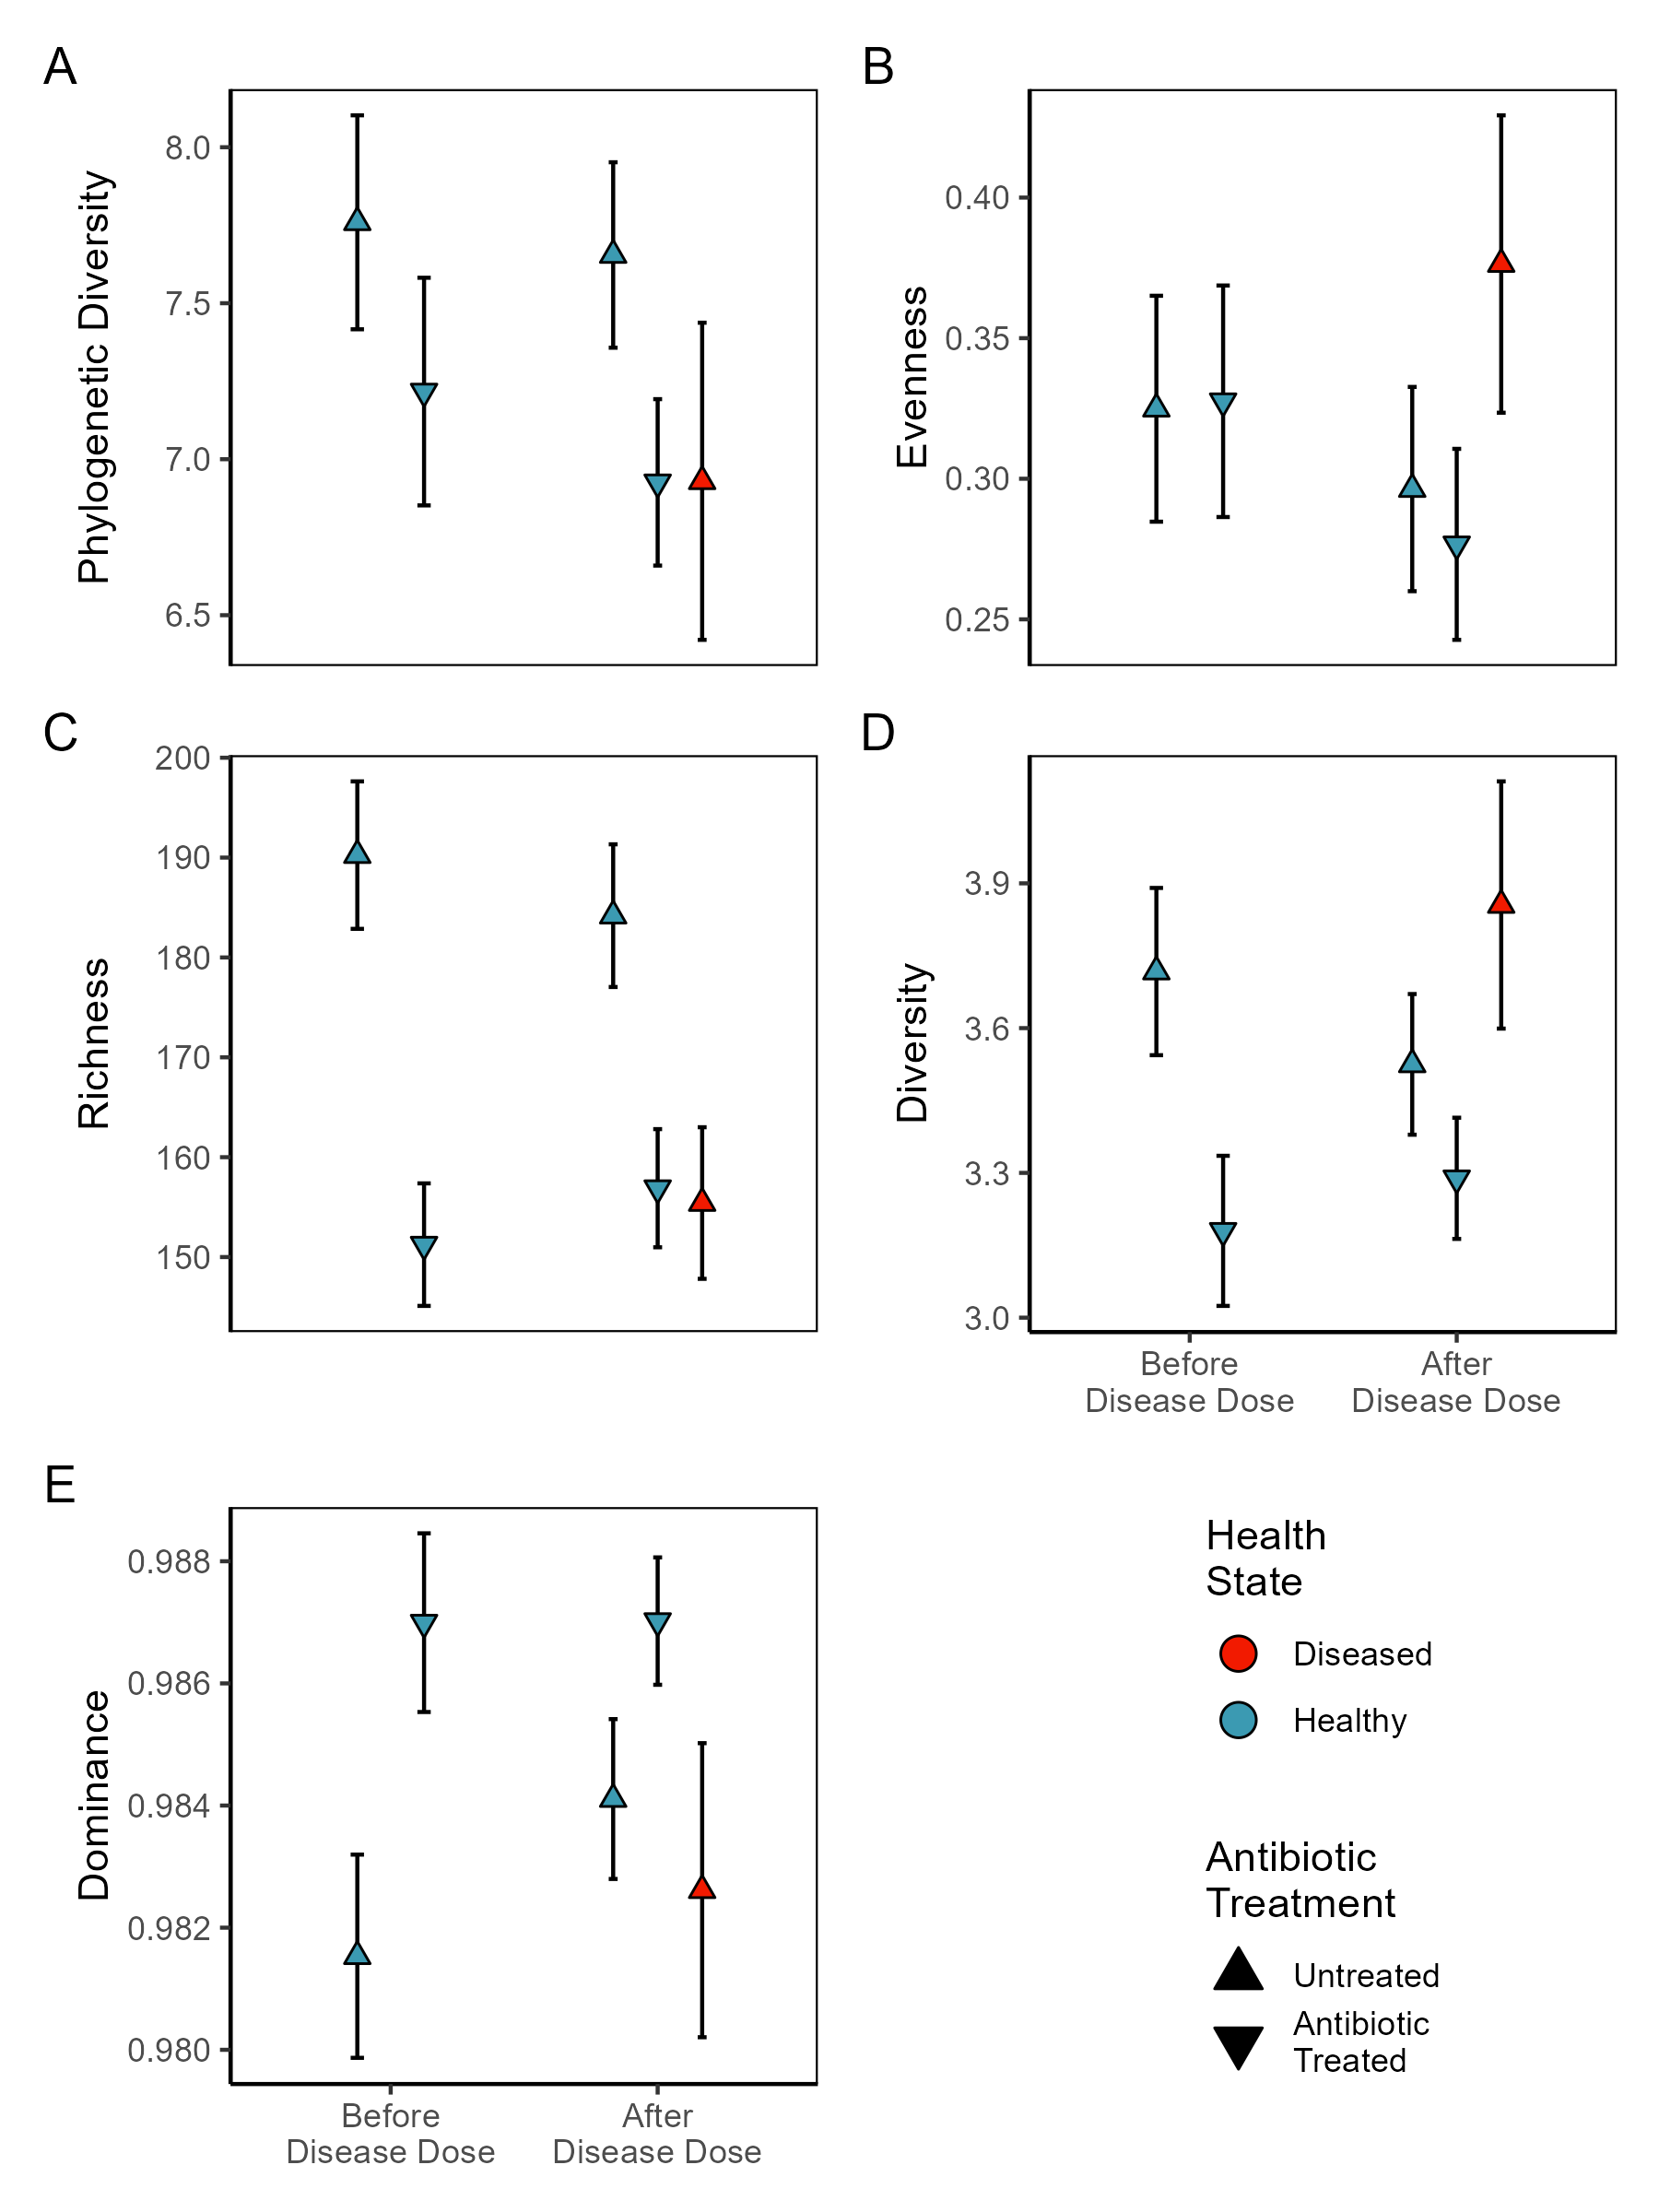 A
Phylogenetic Diversity
8.0
7.5
7.0
6.5
B
Evenness
0.40
0.35
0.30
0.25
C
Richness
200
190
180
170
160
150
D
Diversity
3.9
3.6
3.3
3.0
Before
Disease Dose
After
Disease Dose
E
Dominance
0.988
0.986
0.984
0.982
0.980
Before
Disease Dose
After
Disease Dose
Health
State
Diseased
Healthy
Antibiotic
Treatment
Untreated
Antibiotic
Treated